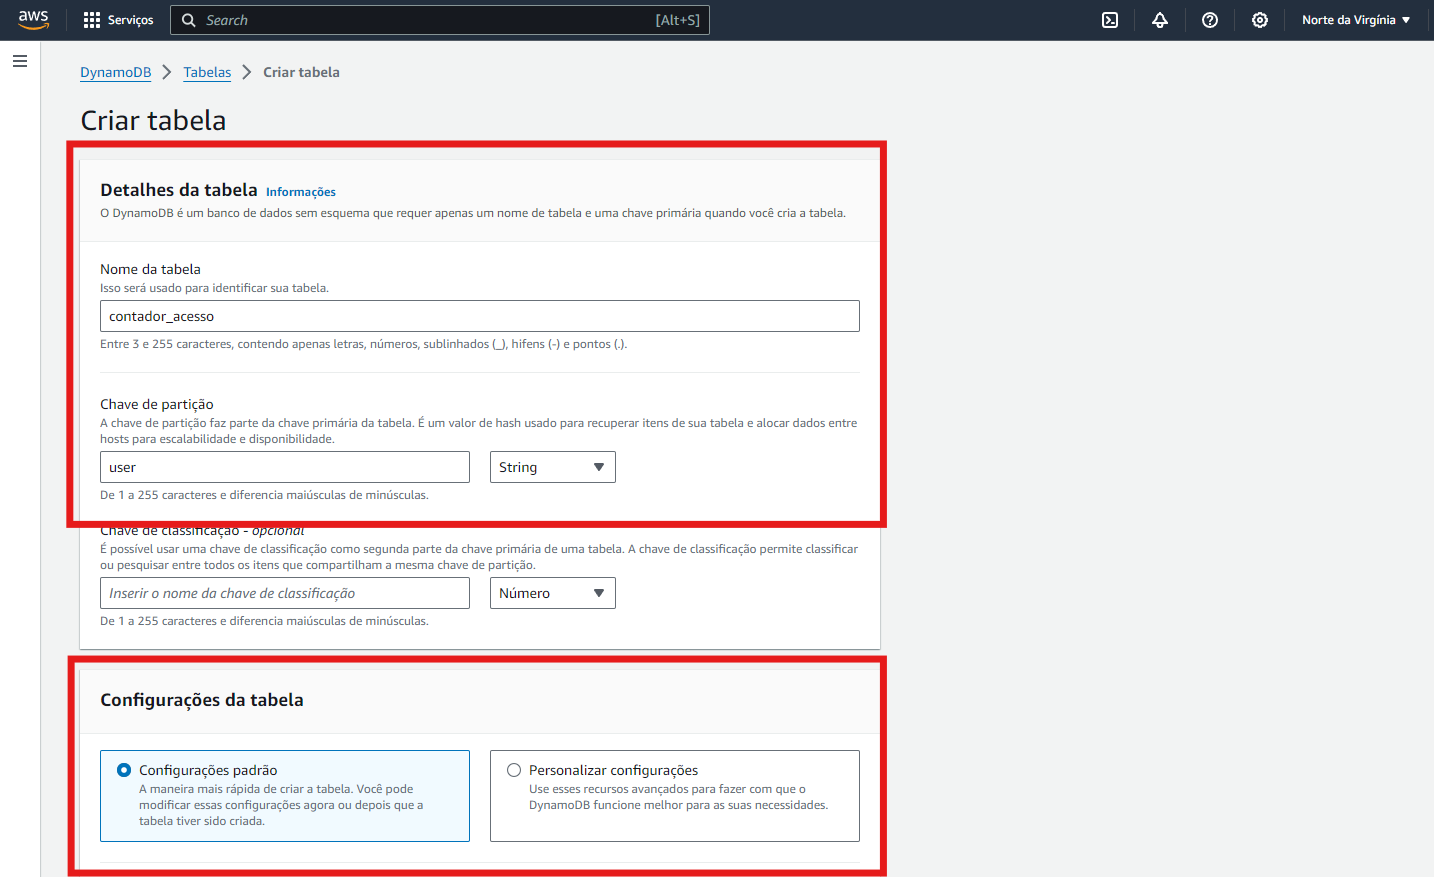 aws
Serviços
Search
[Alt+S]
Norte da Virgínia
DynamoDB
Tabelas
Criar tabela
Criar tabela
Detalhes da tabela Informações
O DynamoDB é um banco de dados sem esquema que requer apenas um nome de tabela e uma chave primária quando você cria a tabela.
Nome da tabela
Isso será usado para identificar sua tabela.
contador_acesso
Entre 3 e 255 caracteres, contendo apenas letras, números, sublinhados (_), hifens (-) e pontos (.).
Chave de partição
A chave de partição faz parte da chave primária da tabela. É um valor de hash usado para recuperar itens de sua tabela e alocar dados entre
hosts para escalabilidade e disponibilidade.
user
String
De 1 a 255 caracteres e diferencia maiúsculas de minúsculas.
Chave de classificação - opcional
É possível usar uma chave de classificação como segunda parte da chave primária de uma tabela. A chave de classificação permite classificar
ou pesquisar entre todos os itens que compartilham a mesma chave de partição.
Inserir o nome da chave de classificação
Número
De 1 a 255 caracteres e diferencia maiúsculas de minúsculas.
Configurações da tabela
Configurações padrão
A maneira mais rápida de criar a tabela. Você pode
modificar essas configurações agora ou depois que a
tabela tiver sido criada.
Personalizar configurações
Use esses recursos avançados para fazer com que o
DynamoDB funcione melhor para as suas necessidades.